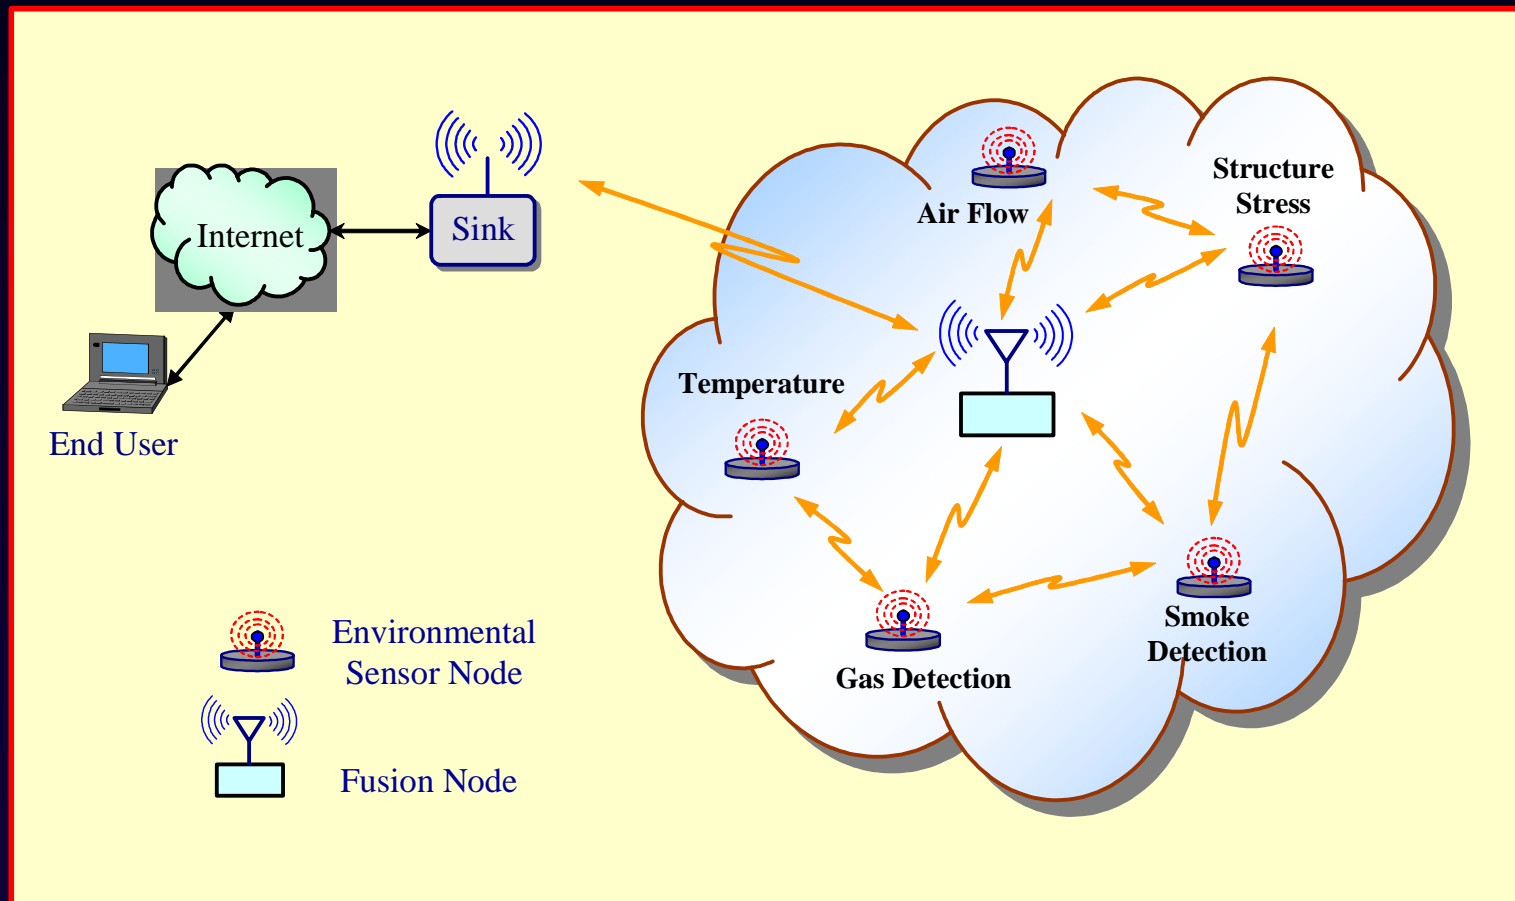 Internet
Sink
End User
Air Flow
Structure
Stress
Temperature
Gas Detection
Smoke
Detection
Environmental
Sensor Node
Fusion Node